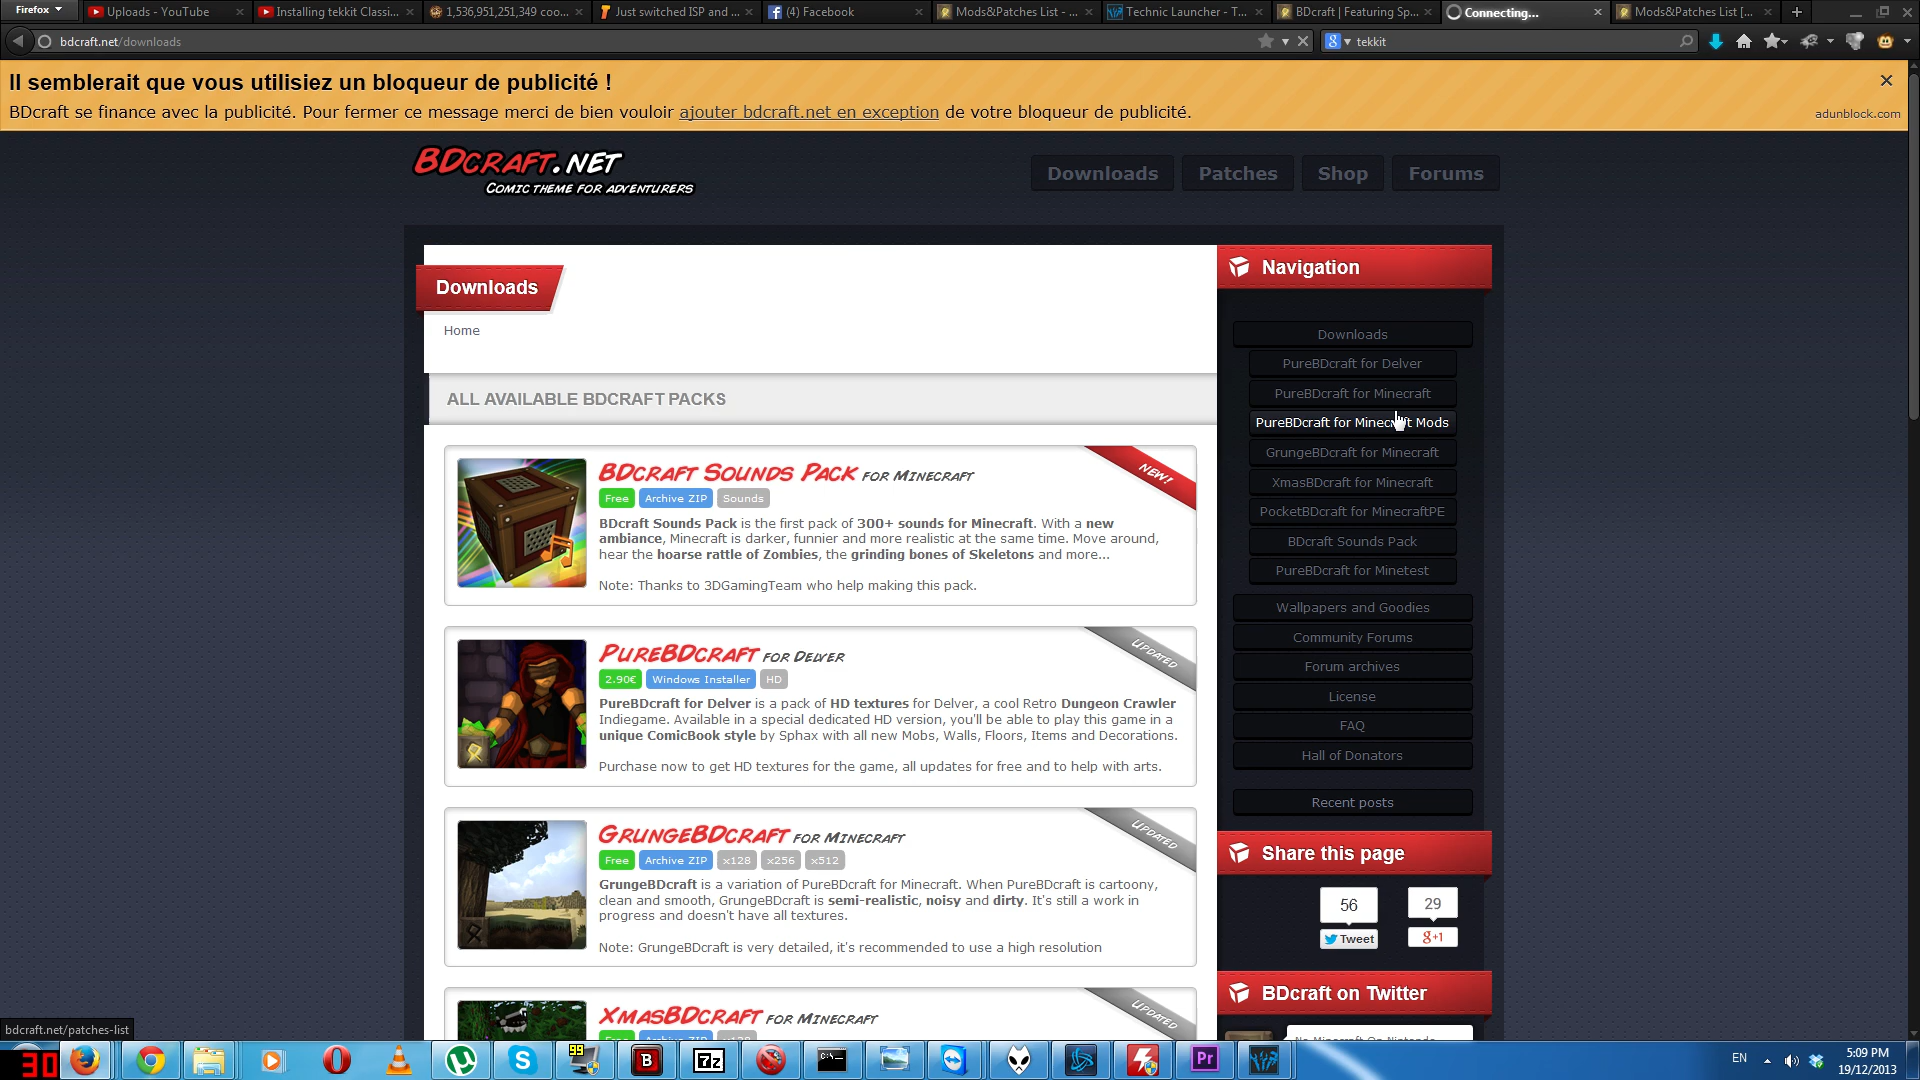 Firefox
Uploads - YouTube
Installing tekkit Classi...
1,536,951,251,349 coo...
Just switched ISP and ...
(4) Facebook
Mods&Patches List - ...
Technic Launcher - T...
BDcraft | Featuring Sp...
Connecting...
Mods&Patches List [...
bdcraft.net/downloads
tekkit
Il semblerait que vous utilisiez un bloqueur de publicité !
BDcraft se finance avec la publicité. Pour fermer ce message merci de bien vouloir ajouter bdcraft.net en exception de votre bloqueur de publicité.
adunblock.com
BDcraft.net
Comic theme for adventurers
Downloads
Patches
Shop
Forums
Downloads
Home
ALL AVAILABLE BDCRAFT PACKS
BDcraft Sounds Pack for Minecraft
NEW!
Free
Archive ZIP
Sounds
BDcraft Sounds Pack is the first pack of 300+ sounds for Minecraft. With a new
ambiance, Minecraft is darker, funnier and more realistic at the same time. Move around,
hear the hoarse rattle of Zombies, the grinding bones of Skeletons and more...
Note: Thanks to 3DGamingTeam who help making this pack.
PureBDcraft for Delver
Updated
2.90€
Windows Installer
HD
PureBDcraft for Delver is a pack of HD textures for Delver, a cool Retro Dungeon Crawler
Indiegame. Available in a special dedicated HD version, you'll be able to play this game in a
unique ComicBook style by Sphax with all new Mobs, Walls, Floors, Items and Decorations.
Purchase now to get HD textures for the game, all updates for free and to help with arts.
GrungeBDcraft for Minecraft
Updated
Free
Archive ZIP
x128
x256
x512
GrungeBDcraft is a variation of PureBDcraft for Minecraft. When PureBDcraft is cartoony,
clean and smooth, GrungeBDcraft is semi-realistic, noisy and dirty. It's still a work in
progress and doesn't have all textures.
Note: GrungeBDcraft is very detailed, it's recommended to use a high resolution
XmasBDcraft for Minecraft
Updated
Free
Archive ZIP
x128
Navigation
Downloads
PureBDcraft for Delver
PureBDcraft for Minecraft
PureBDcraft for Minecraft Mods
GrungeBDcraft for Minecraft
XmasBDcraft for Minecraft
PocketBDcraft for MinecraftPE
BDcraft Sounds Pack
PureBDcraft for Minetest
Wallpapers and Goodies
Community Forums
Forum archives
License
FAQ
Hall of Donators
Recent posts
Share this page
56
29
Tweet
+1
BDcraft on Twitter
No Minecraft On Nintendo
bdcraft.net/patches-list
30
99
B
7z
Pr
EN
5:09 PM
19/12/2013